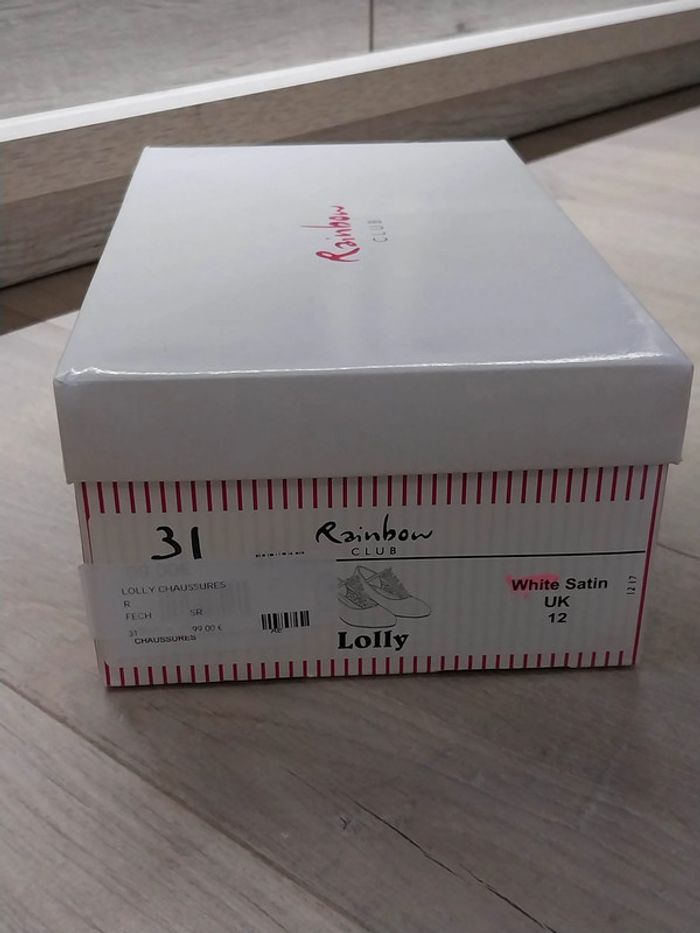 Rainbow
CLUB
31
Rainbow
CLUB
LOLLY CHAUSSURES
R
FECH SR
31 99.00 €
CHAUSSURES
AE
Lolly
White Satin
UK
12
12 17